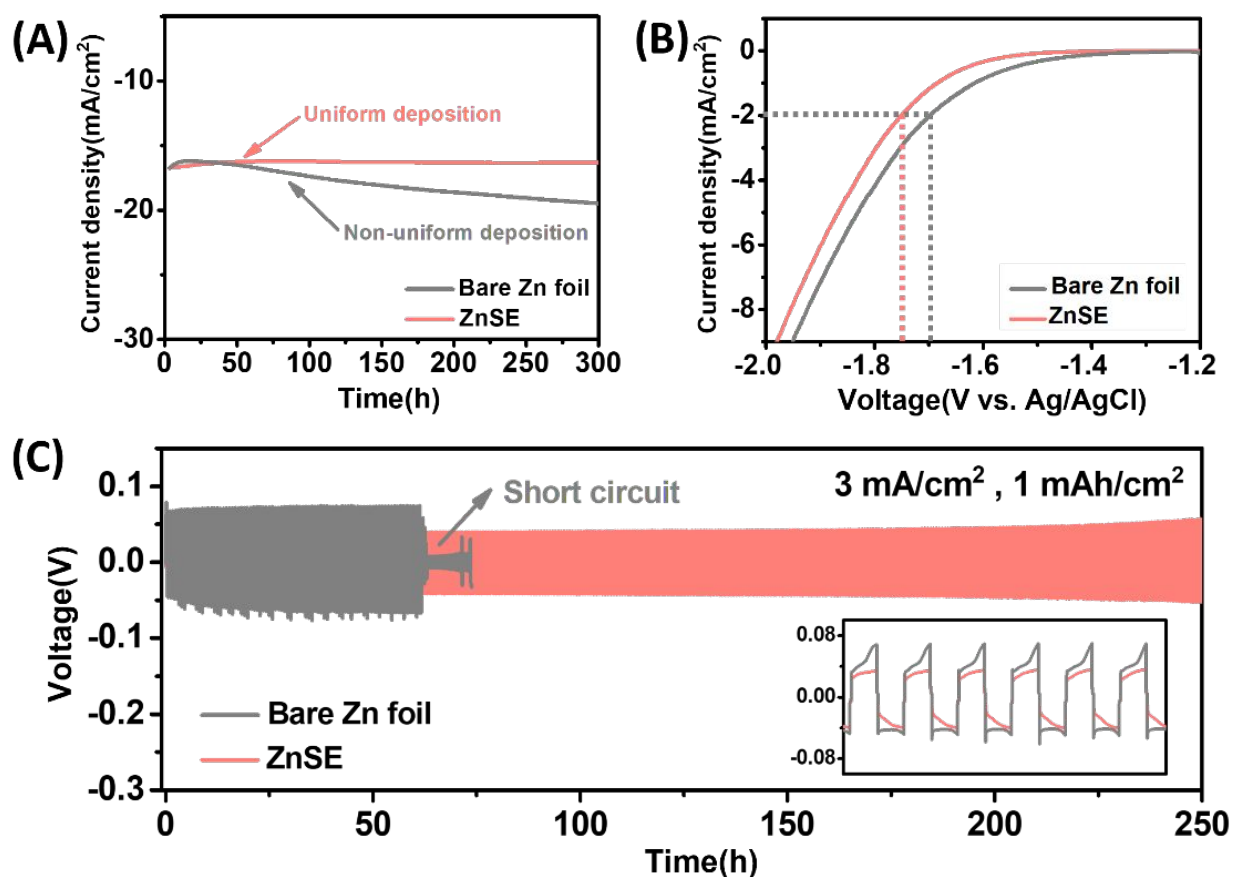 (A)
Current density(mA/cm²)
-10
-20
-30
Uniform deposition
Non-uniform deposition
Bare Zn foil
ZnSE
0 50 100 150 200 250 300
Time(h)
(B)
Current density(mA/cm²)
0
-2
-4
-6
-8
Bare Zn foil
ZnSE
-2.0 -1.8 -1.6 -1.4 -1.2
Voltage(V vs. Ag/AgCl)
(C)
Voltage(V)
0.1
0.0
-0.1
-0.2
-0.3
Short circuit
3 mA/cm² , 1 mAh/cm²
Bare Zn foil
ZnSE
0.08
0.00
-0.08
0 50 100 150 200 250
Time(h)